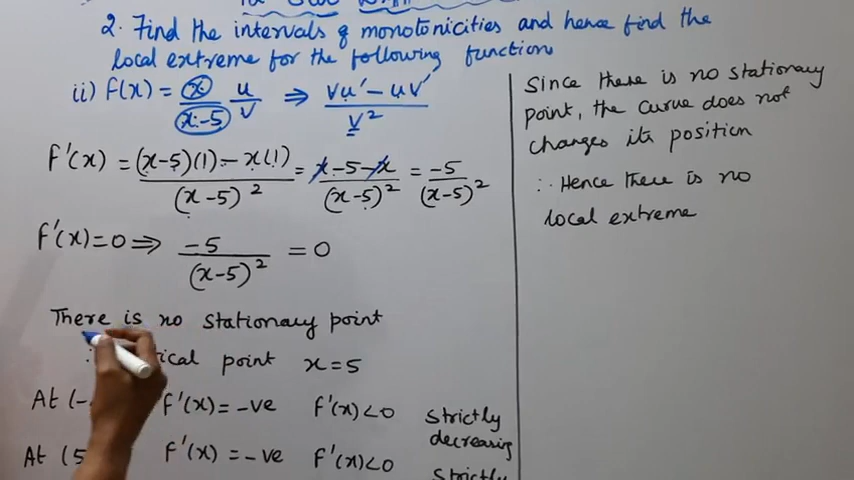 2. Find the intervals of monotonicities and hence find the
local extreme for the following function
ii) f(x) = x/x-5 u/v ⇒ vu' - uv'/v²
f'(x) = (x-5)(1) - x(1)/(x-5)² = x-5-x/(x-5)² = -5/(x-5)²
f'(x)=0 ⇒ -5/(x-5)² = 0
There is no stationary point
point x=5
At f'(x) = -ve f'(x)<0 strictly
decreasing
At (5 f'(x) = -ve f'(x)<0 strictly
Since there is no stationary
point, the curve does not
changes its position
∴ Hence there is no
local extreme